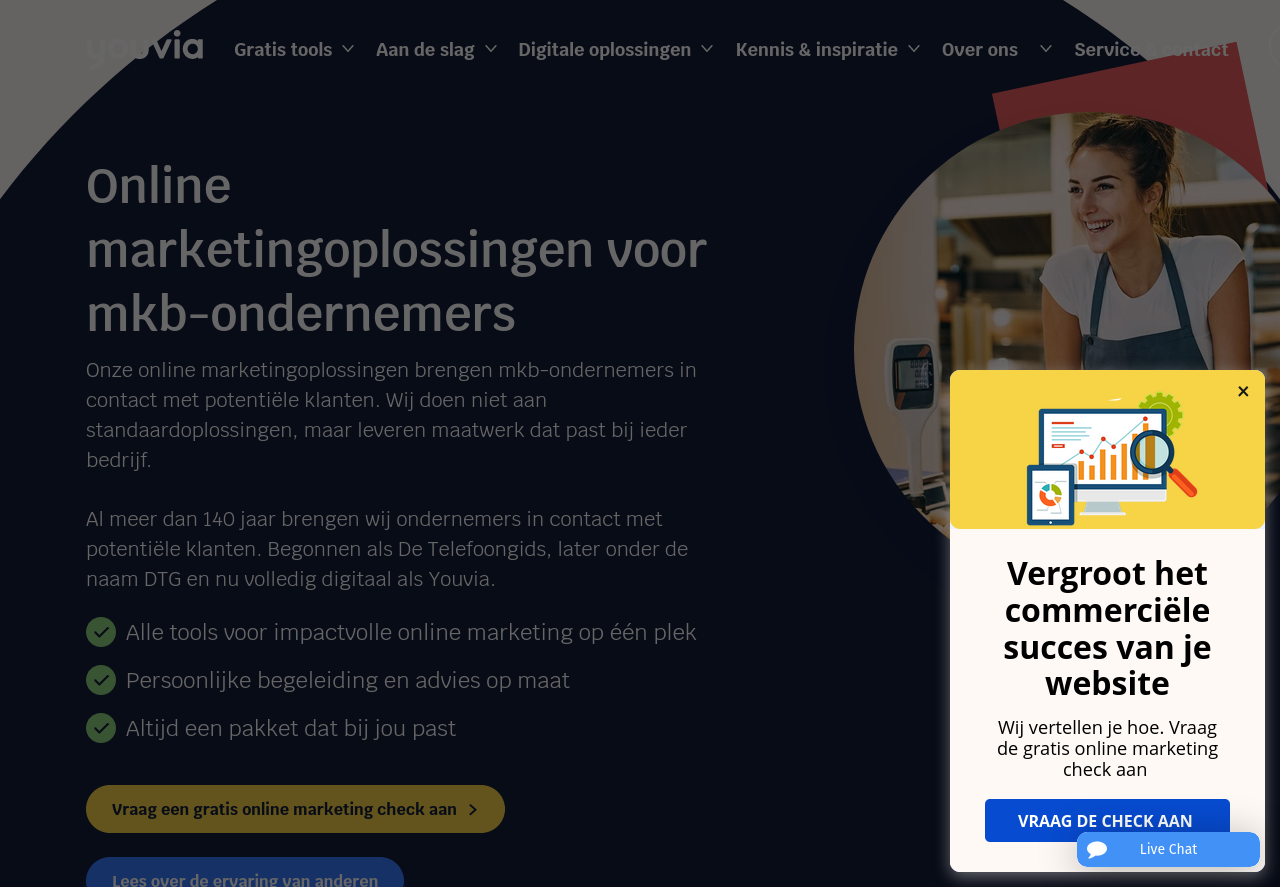 youvia
Gratis tools
Aan de slag
Digitale oplossingen
Kennis & inspiratie
Over ons
Service & contact
Online
marketingoplossingen voor
mkb-ondernemers
Onze online marketingoplossingen brengen mkb-ondernemers in
contact met potentiële klanten. Wij doen niet aan
standaardoplossingen, maar leveren maatwerk dat past bij ieder
bedrijf.
Al meer dan 140 jaar brengen wij ondernemers in contact met
potentiële klanten. Begonnen als De Telefoongids, later onder de
naam DTG en nu volledig digitaal als Youvia.
Alle tools voor impactvolle online marketing op één plek
Persoonlijke begeleiding en advies op maat
Altijd een pakket dat bij jou past
Vraag een gratis online marketing check aan
Lees over de ervaring van anderen
×
Vergroot het
commerciële
succes van je
website
Wij vertellen je hoe. Vraag
de gratis online marketing
check aan
VRAAG DE CHECK AAN
Live Chat